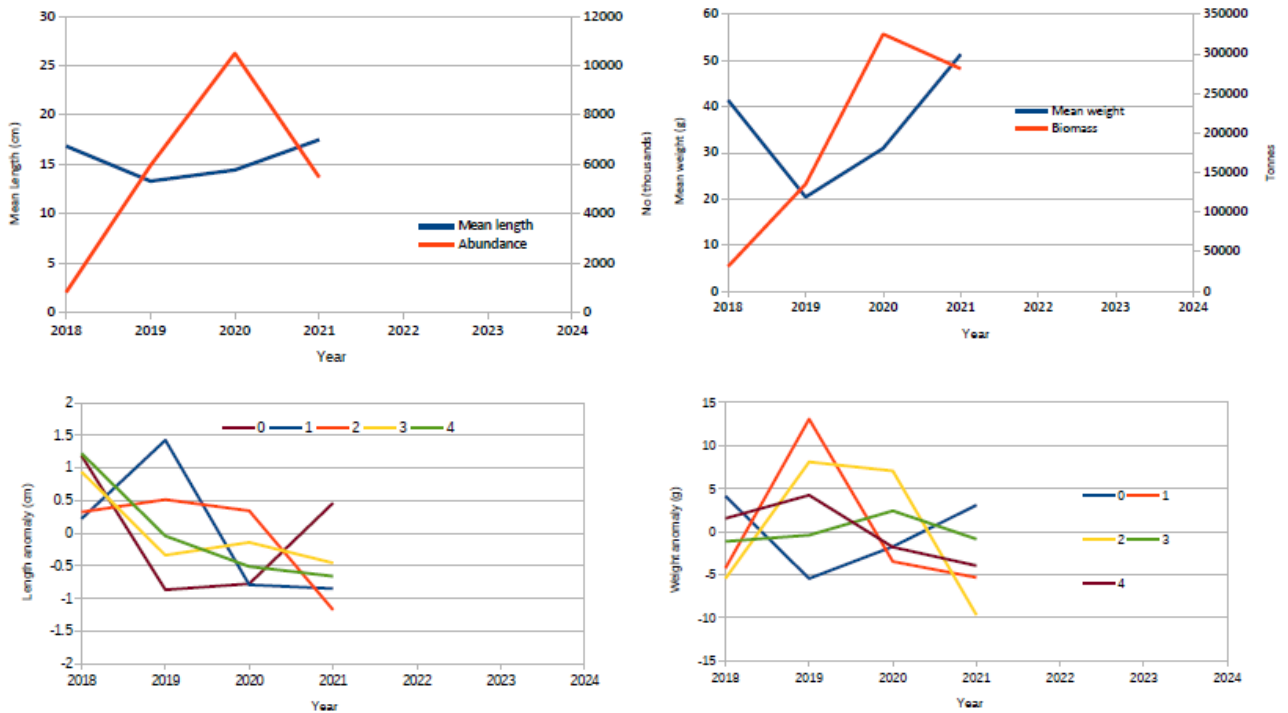 30
25
20
15
10
5
0
Mean Length (cm)
12000
10000
8000
6000
4000
2000
0
No (thousands)
Mean length
Abundance
2018 2019 2020 2021 2022 2023 2024
Year
60
50
40
30
20
10
0
Mean weight (g)
350000
300000
250000
200000
150000
100000
50000
0
Tonnes
Mean weight
Biomass
2018 2019 2020 2021 2022 2023 2024
Year
2
1.5
1
0.5
0
-0.5
-1
-1.5
-2
Length anomaly (cm)
0 1 2 3 4
2018 2019 2020 2021 2022 2023 2024
Year
15
10
5
0
-5
-10
-15
Weight anomaly (g)
0 1
2 3
4
2018 2019 2020 2021 2022 2023 2024
Year